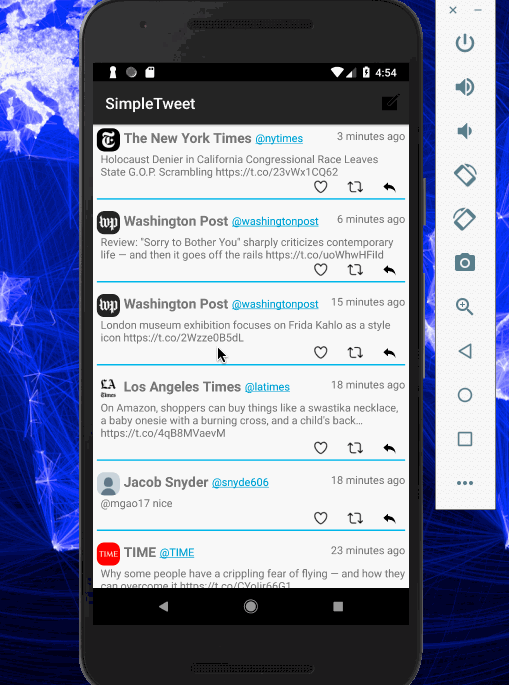 4:54
SimpleTweet
The New York Times @nytimes 3 minutes ago
Holocaust Denier in California Congressional Race Leaves
State G.O.P. Scrambling https://t.co/23vWx1CQ62
wp Washington Post @washingtonpost 6 minutes ago
Review: "Sorry to Bother You" sharply criticizes contemporary
life — and then it goes off the rails https://t.co/uoWhwHFiId
wp Washington Post @washingtonpost 15 minutes ago
London museum exhibition focuses on Frida Kahlo as a style
icon https://t.co/2Wzze0B5dL
LA Times Los Angeles Times @latimes 18 minutes ago
On Amazon, shoppers can buy things like a swastika necklace,
a baby onesie with a burning cross, and a child's back…
https://t.co/4qB8MVaevM
Jacob Snyder @snyde606 18 minutes ago
@mgao17 nice
TIME TIME @TIME 23 minutes ago
Why some people have a crippling fear of flying — and how they
can overcome it https://t.co/CYoIjr66G1